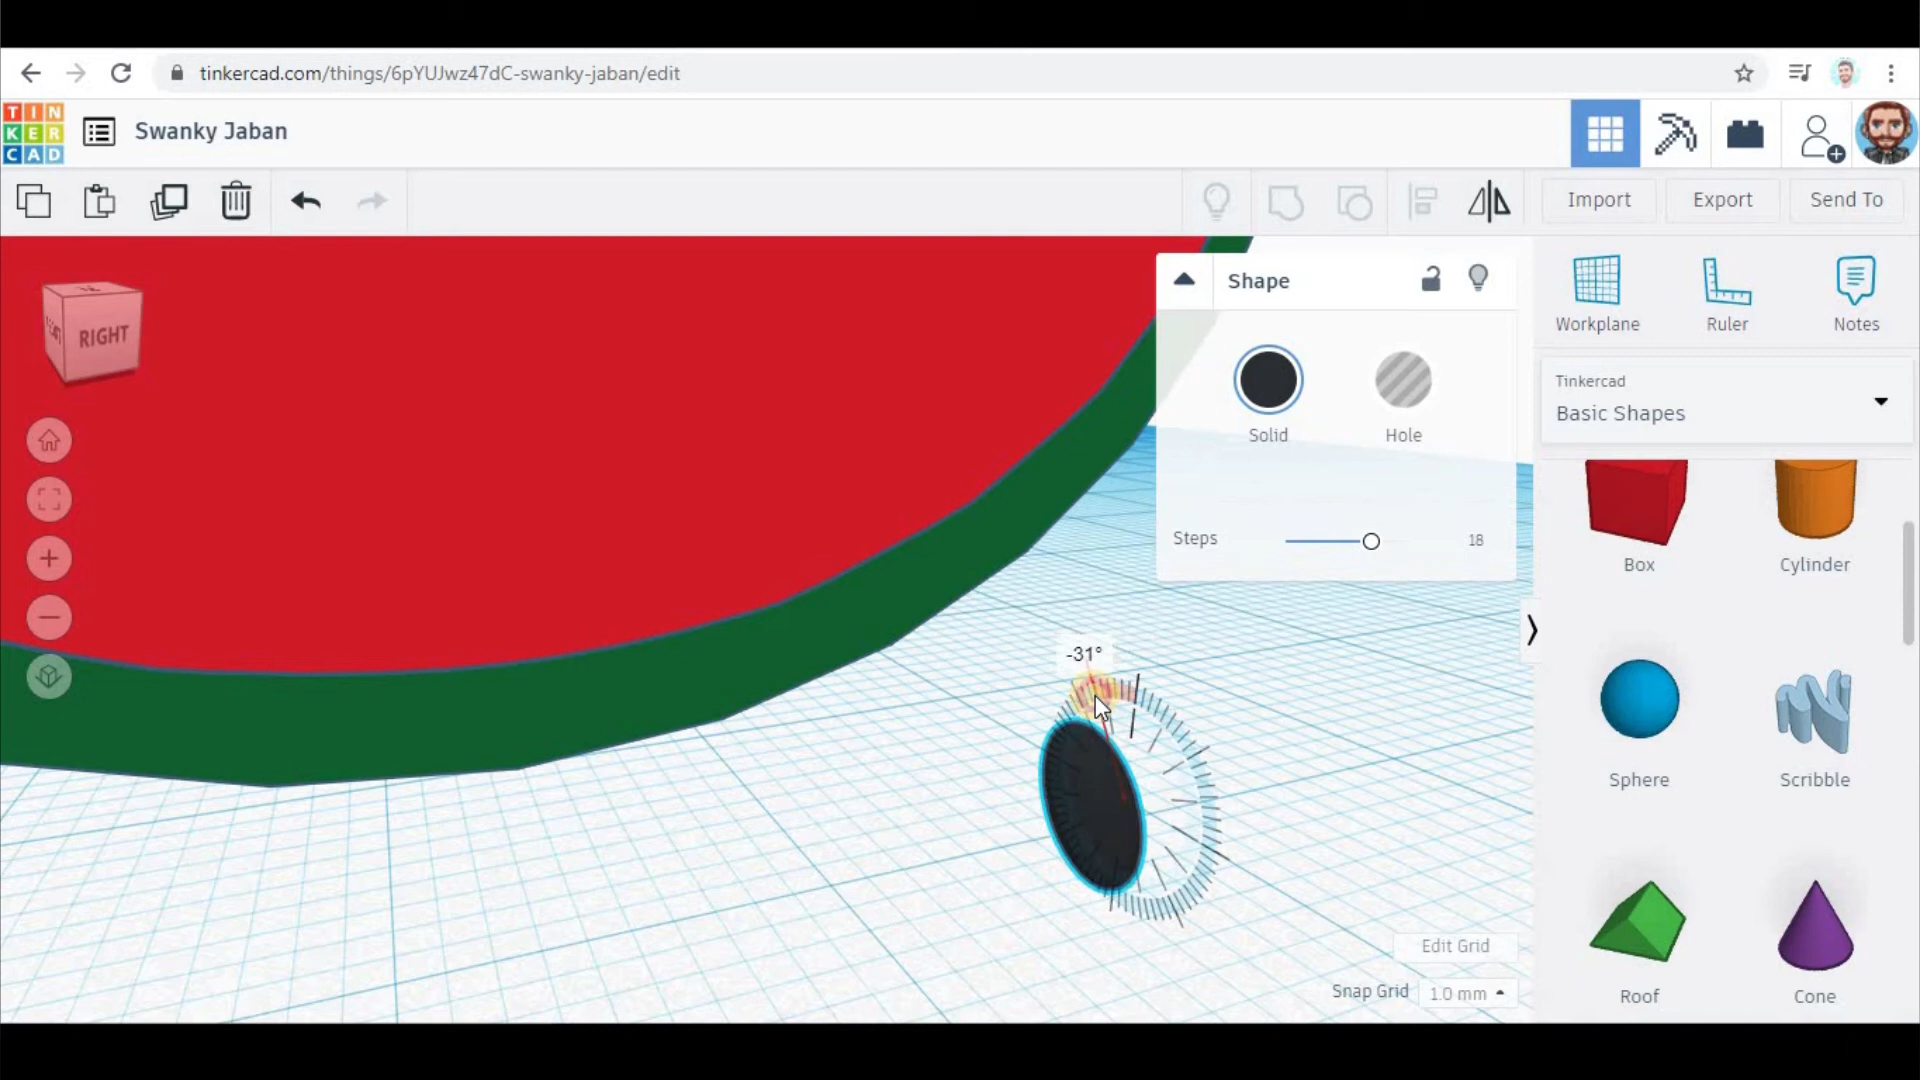 tinkercad.com/things/6pYUJwz47dC-swanky-jaban/edit
TIN
KER
CAD
Swanky Jaban
Import
Export
Send To
RIGHT
Shape
Solid
Hole
Steps
18
-31°
Workplane
Ruler
Notes
Tinkercad
Basic Shapes
Box
Cylinder
Sphere
Scribble
Roof
Cone
Edit Grid
Snap Grid
1.0 mm